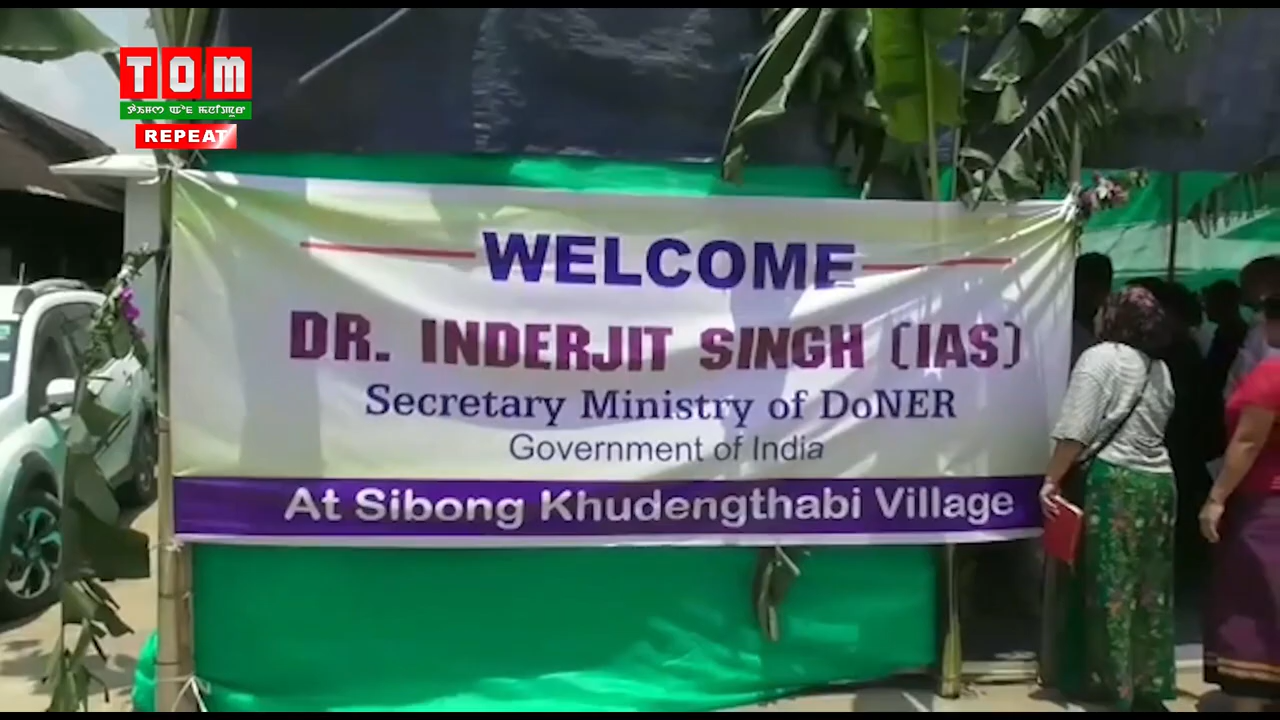 TOM
REPEAT
WELCOME
DR. INDERJIT SINGH (IAS)
Secretary Ministry of DoNER
Government of India
At Sibong Khudengthabi Village